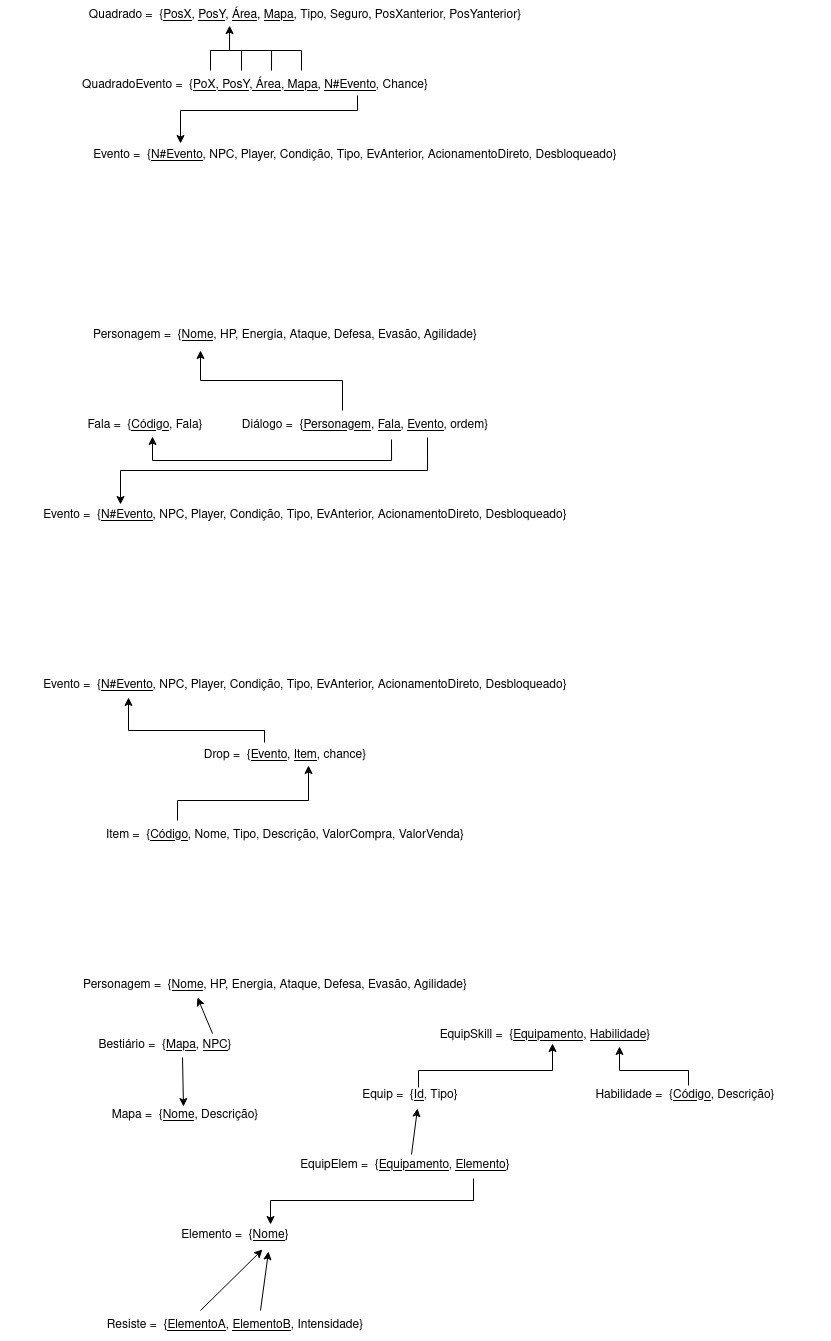 Quadrado = {PosX, PosY, Área, Mapa, Tipo, Seguro, PosXanterior, PosYanterior}
QuadradoEvento = {PoX, PosY, Área, Mapa, N#Evento, Chance}
Evento = {N#Evento, NPC, Player, Condição, Tipo, EvAnterior, AcionamentoDireto, Desbloqueado}
Personagem = {Nome, HP, Energia, Ataque, Defesa, Evasão, Agilidade}
Fala = {Código, Fala} Diálogo = {Personagem, Fala, Evento, ordem}
Evento = {N#Evento, NPC, Player, Condição, Tipo, EvAnterior, AcionamentoDireto, Desbloqueado}
Evento = {N#Evento, NPC, Player, Condição, Tipo, EvAnterior, AcionamentoDireto, Desbloqueado}
Drop = {Evento, Item, chance}
Item = {Código, Nome, Tipo, Descrição, ValorCompra, ValorVenda}
Personagem = {Nome, HP, Energia, Ataque, Defesa, Evasão, Agilidade}
EquipSkill = {Equipamento, Habilidade}
Bestiário = {Mapa, NPC}
Equip = {Id, Tipo} Habilidade = {Código, Descrição}
Mapa = {Nome, Descrição}
EquipElem = {Equipamento, Elemento}
Elemento = {Nome}
Resiste = {ElementoA, ElementoB, Intensidade}